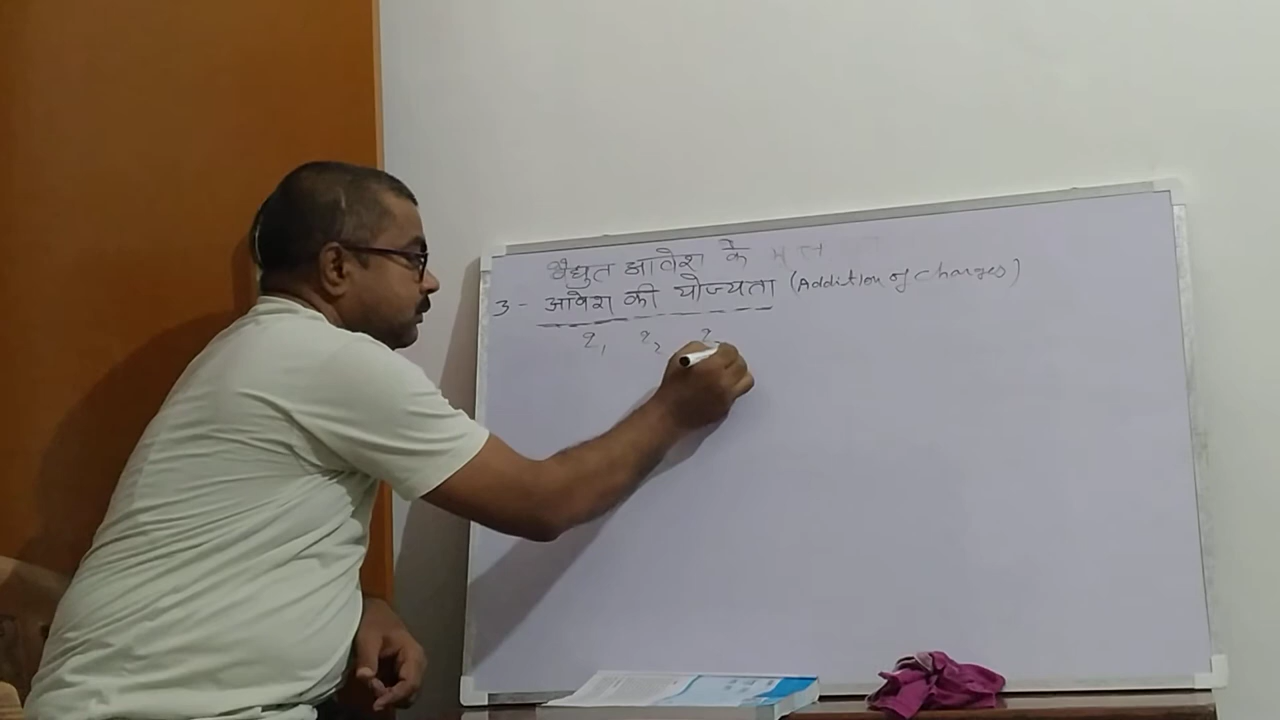 वैद्युत आवेश के
3 - आवेश की योज्यता (Addition of charges)
q₁ q₂ q